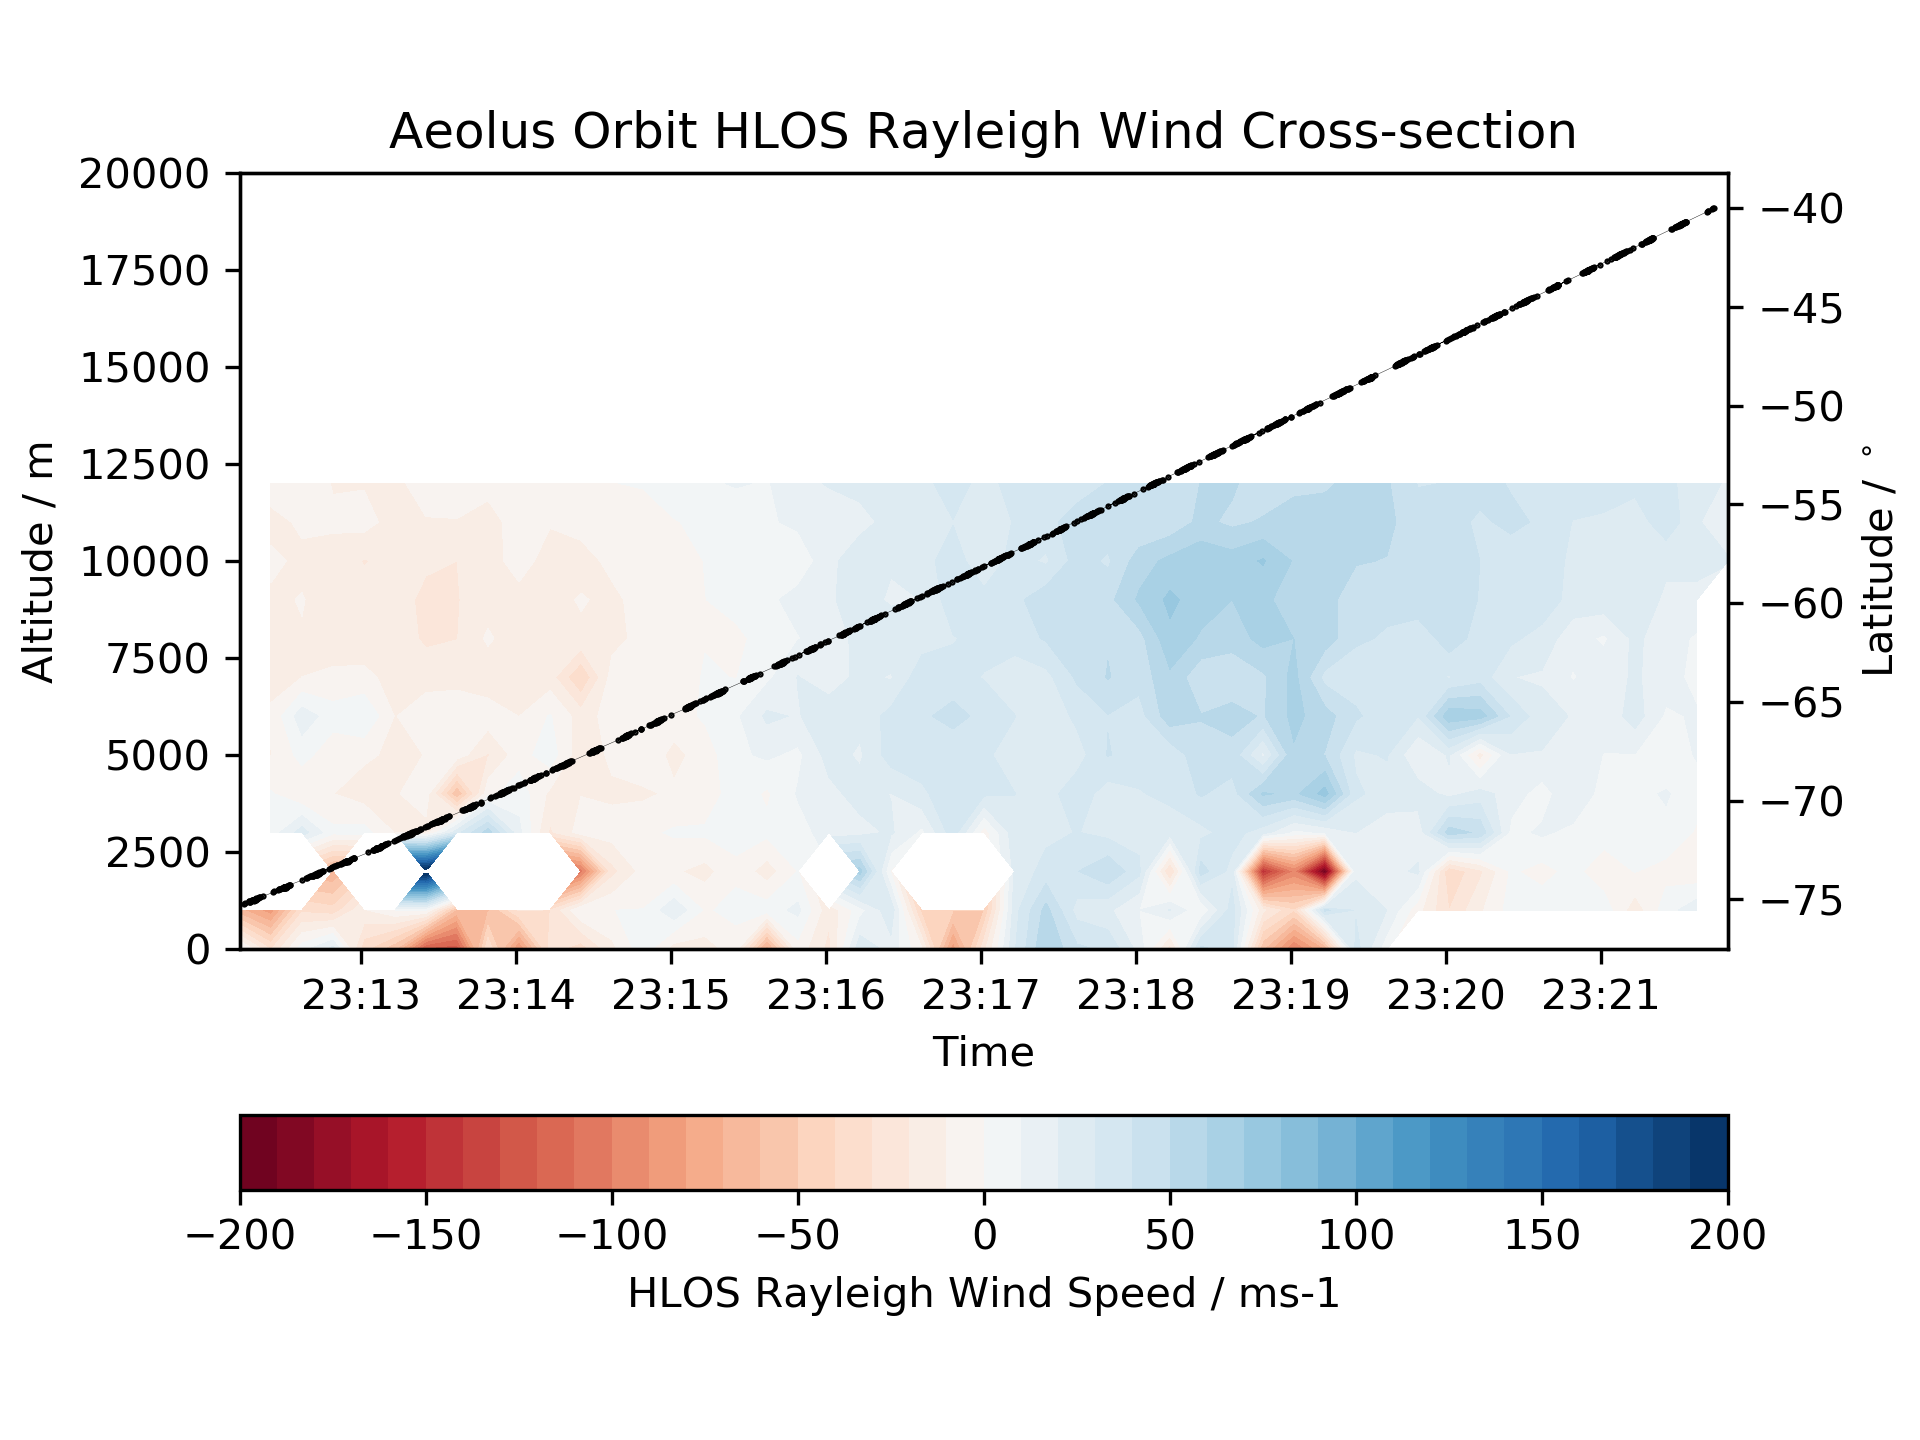 Aeolus Orbit HLOS Rayleigh Wind Cross-section
20000
17500
15000
12500
10000
7500
5000
2500
0
Altitude / m
−40
−45
−50
−55
−60
−65
−70
−75
Latitude / °
23:13 23:14 23:15 23:16 23:17 23:18 23:19 23:20 23:21
Time
−200 −150 −100 −50 0 50 100 150 200
HLOS Rayleigh Wind Speed / ms-1